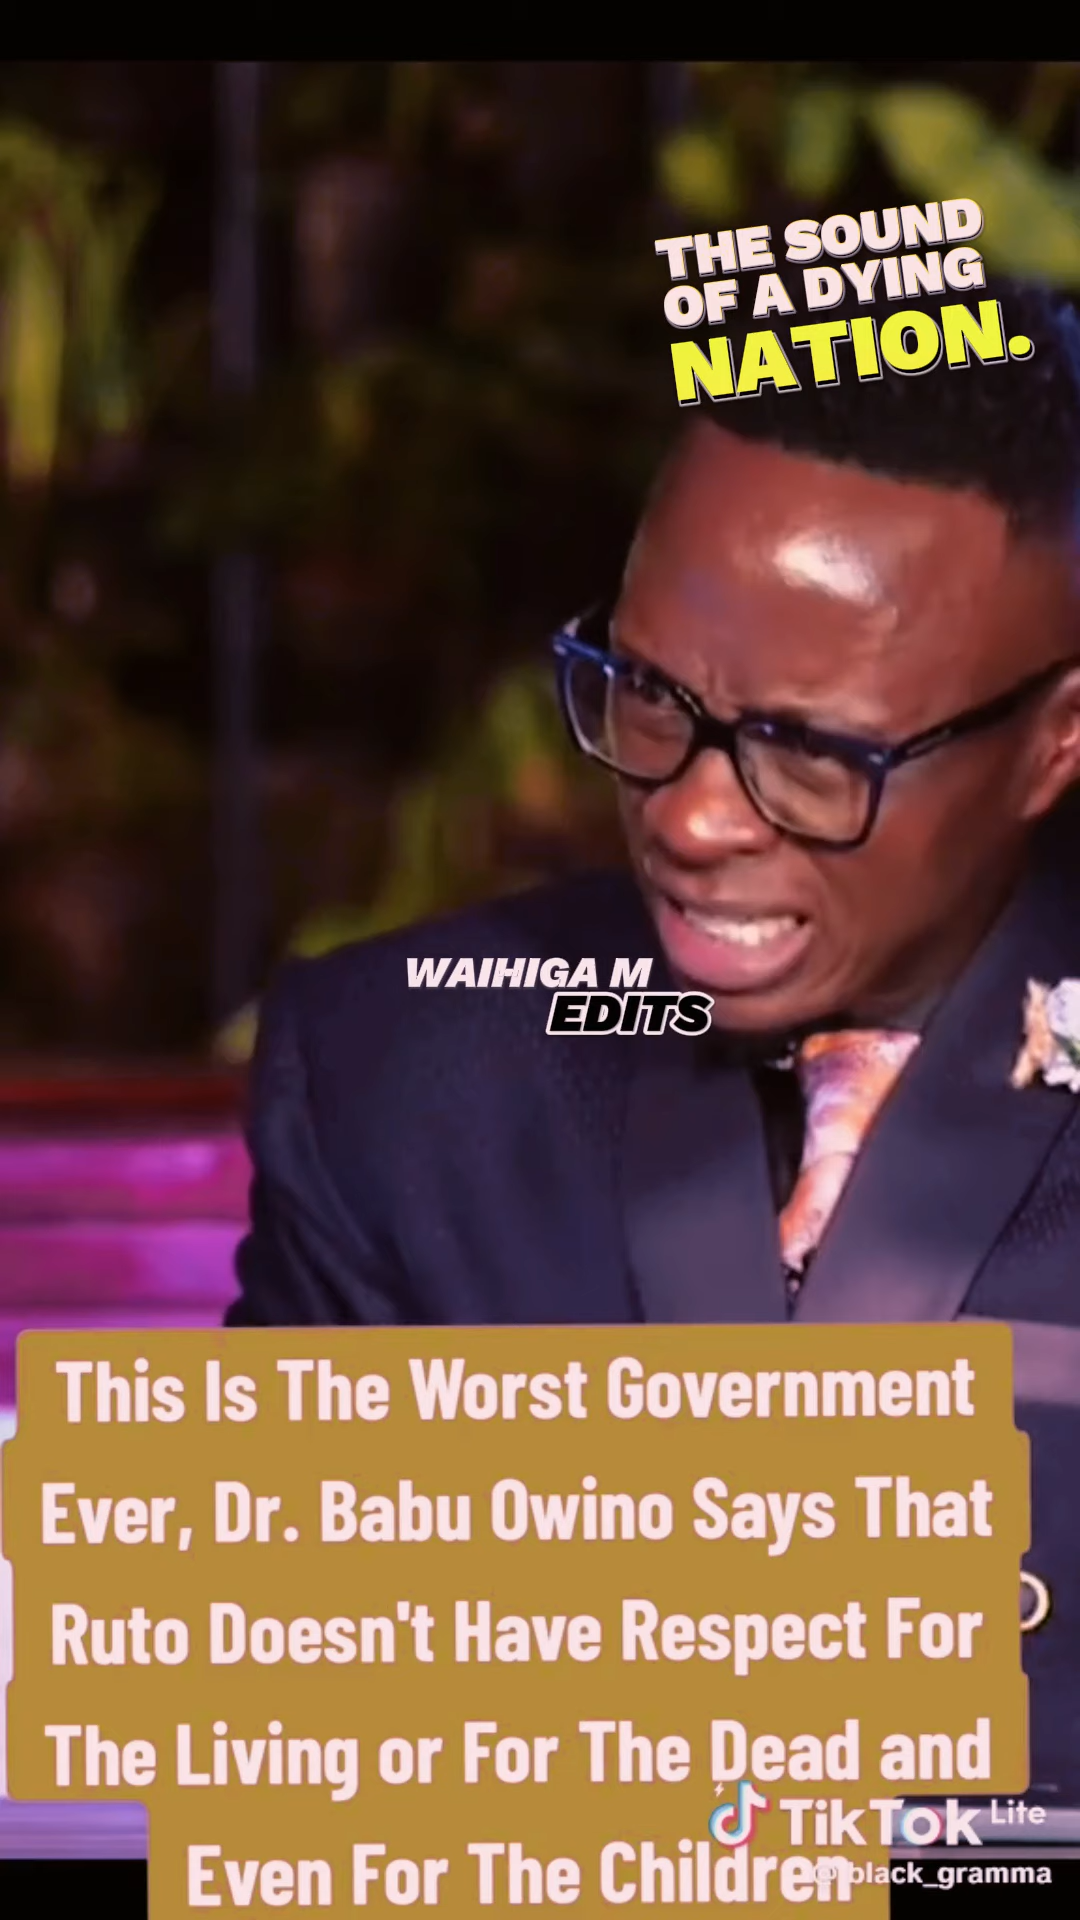 THE SOUND
OF A DYING
NATION.
WAIHIGA M
EDITS
This Is The Worst Government
Ever, Dr. Babu Owino Says That
Ruto Doesn't Have Respect For
The Living or For The Dead and
Even For The Children
TikTok Lite
@black_gramma